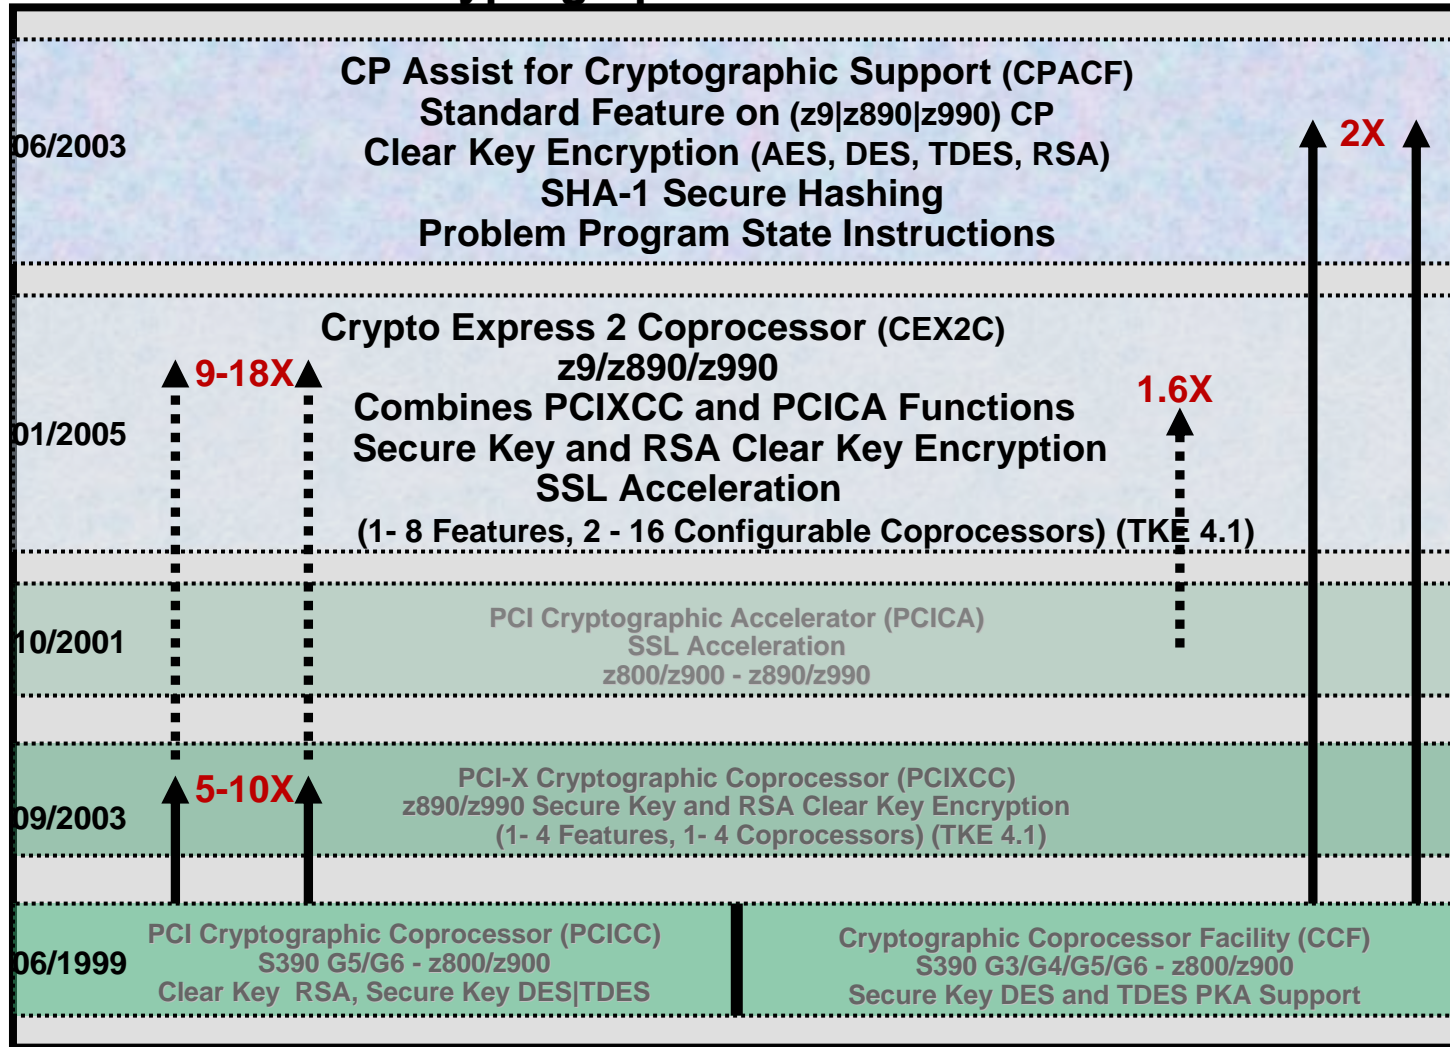 CP Assist for Cryptographic Support (CPACF)
Standard Feature on (z9|z890|z990) CP
06/2003
2X
Clear Key Encryption (AES, DES, TDES, RSA)
SHA-1 Secure Hashing
Problem Program State Instructions
Crypto Express 2 Coprocessor (CEX2C)
z9/z890/z990
9-18X
1.6X
Combines PCIXCC and PCICA Functions
01/2005
Secure Key and RSA Clear Key Encryption
SSL Acceleration
(1- 8 Features, 2 - 16 Configurable Coprocessors) (TKE 4.1)
PCI Cryptographic Accelerator (PCICA)
10/2001
SSL Acceleration
z800/z900 - z890/z990
PCI-X Cryptographic Coprocessor (PCIXCC)
5-10X
z890/z990 Secure Key and RSA Clear Key Encryption
09/2003
(1- 4 Features, 1- 4 Coprocessors) (TKE 4.1)
PCI Cryptographic Coprocessor (PCICC)
S390 G5/G6 - z800/z900
06/1999
Clear Key RSA, Secure Key DES|TDES
Cryptographic Coprocessor Facility (CCF)
S390 G3/G4/G5/G6 - z800/z900
Secure Key DES and TDES PKA Support